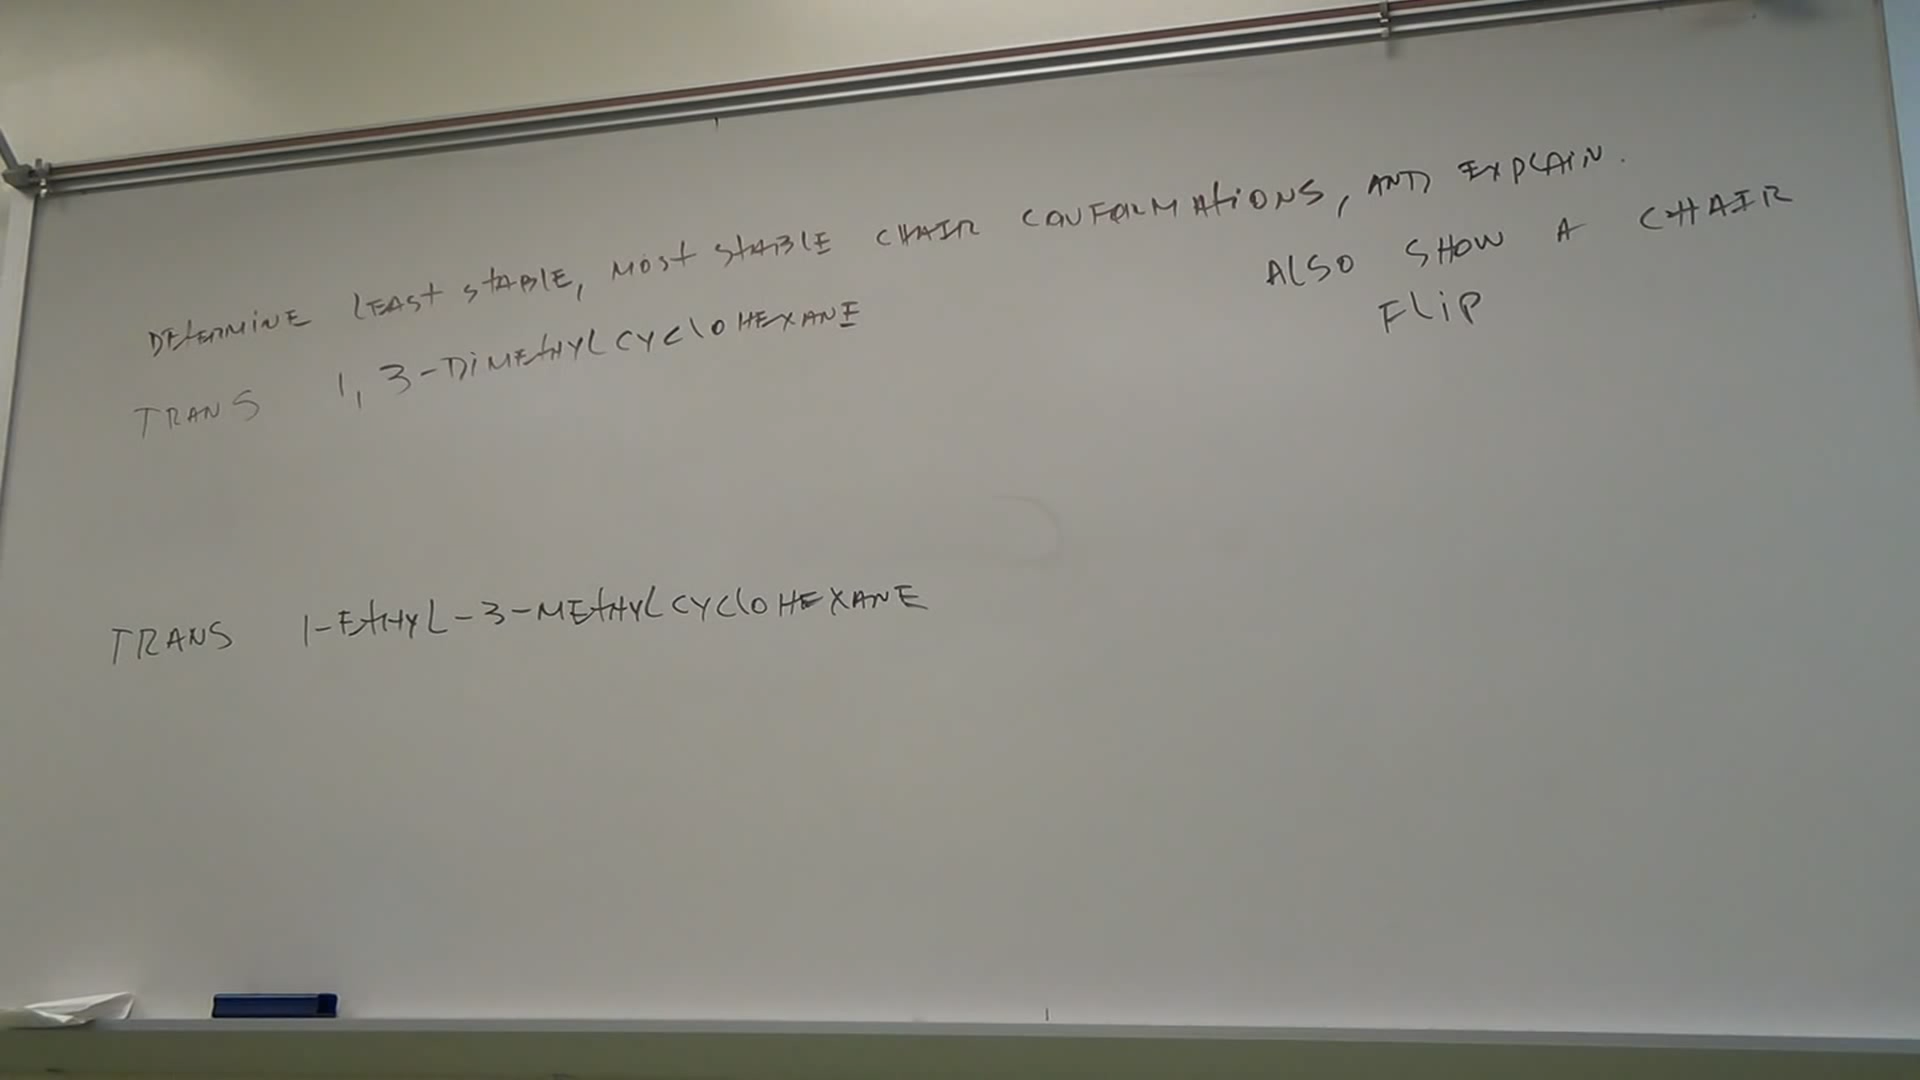 DETERMINE LEAST STABLE, MOST STABLE CHAIR CONFORMATIONS, AND EXPLAIN.
ALSO SHOW A CHAIR
FLIP
TRANS 1,3-DIMETHYLCYCLOHEXANE
TRANS 1-ETHYL-3-METHYLCYCLOHEXANE